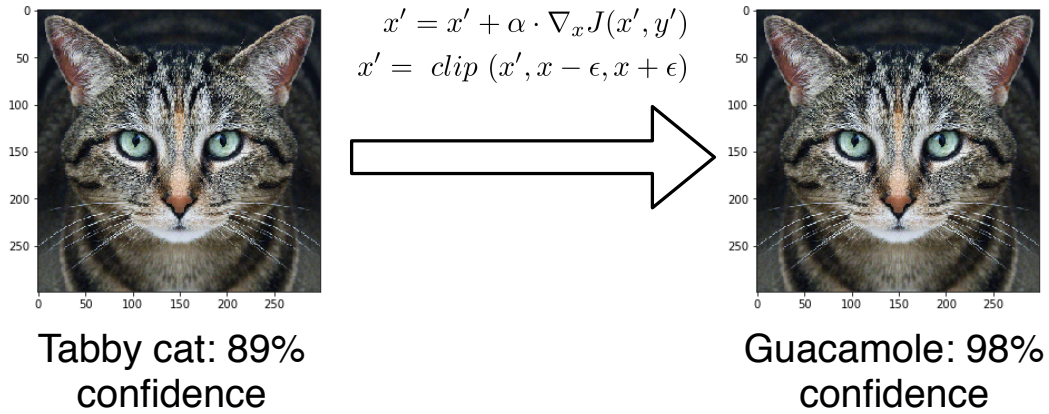 x′ = x′ + α · ∇ₓJ(x′, y′)
x′ = clip (x′, x − ϵ, x + ϵ)
0
50
100
150
200
250
0 50 100 150 200 250
Tabby cat: 89%
confidence
0
50
100
150
200
250
0 50 100 150 200 250
Guacamole: 98%
confidence